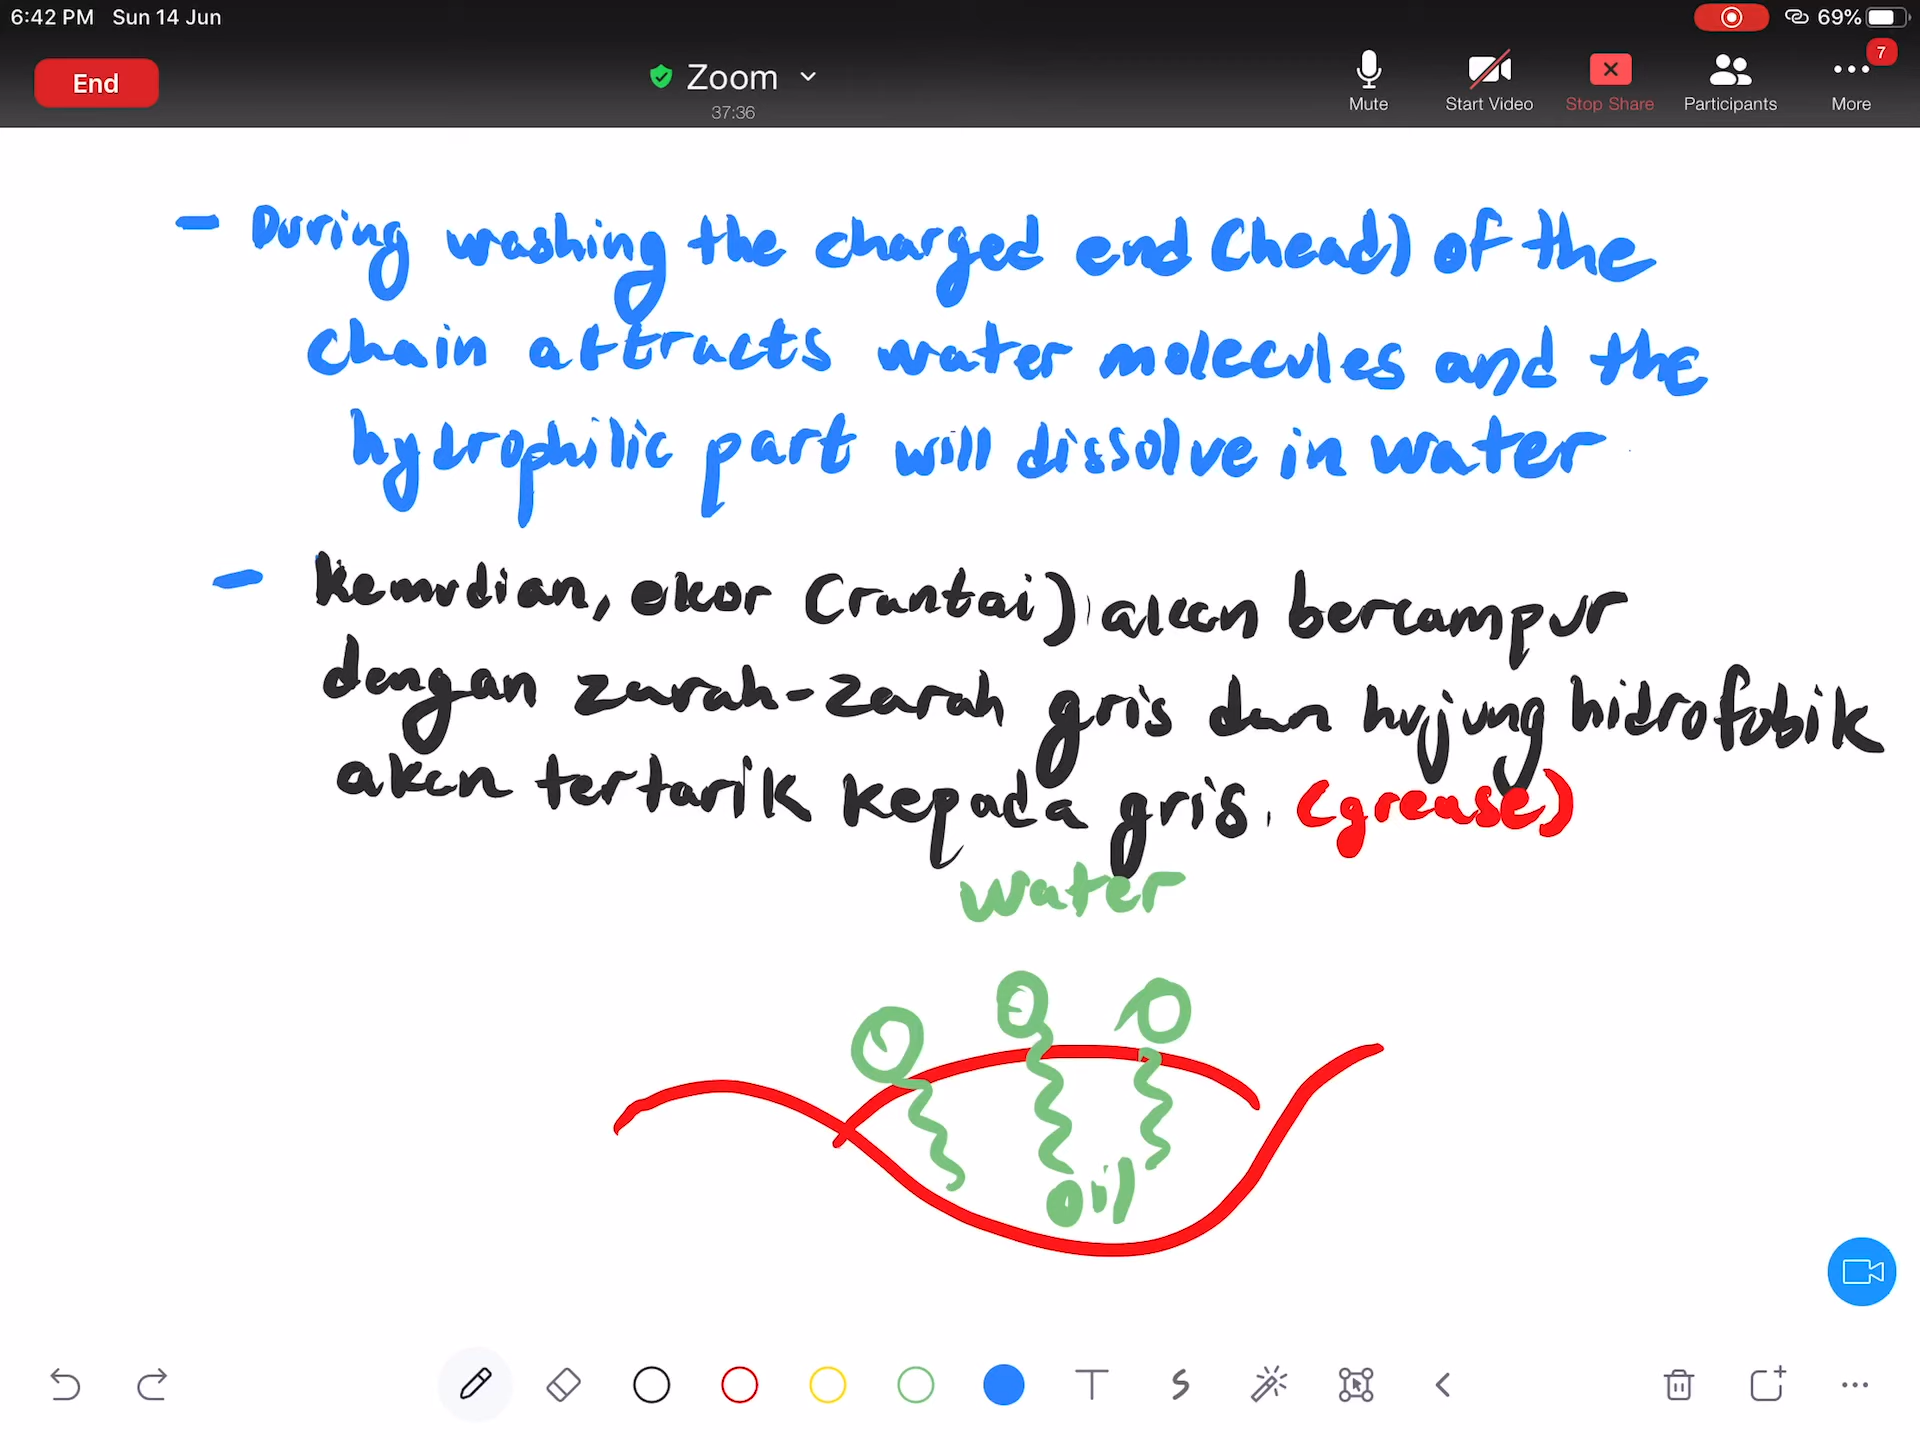 6:42 PM Sun 14 Jun
69%
End
Zoom
37:36
Mute
Start Video
Stop Share
Participants
More
7
- During washing the charged end (head) of the
chain attracts water molecules and the
hydrophilic part will dissolve in water
- Kemudian, ekor (rantai) akan bercampur
dengan zarah-zarah gris dan hujung hidrofobik
akan tertarik kepada gris. (grease)
water
oil
T